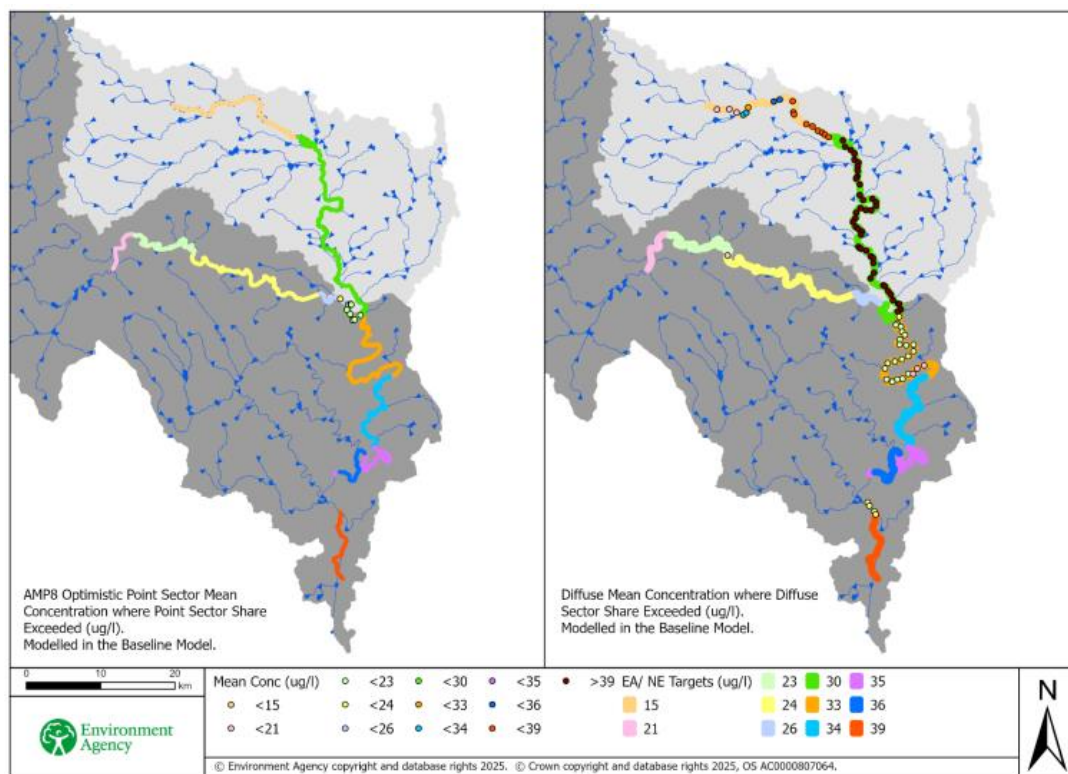 AMP8 Optimistic Point Sector Mean
Concentration where Point Sector Share
Exceeded (ug/l).
Modelled in the Baseline Model.
Diffuse Mean Concentration where Diffuse
Sector Share Exceeded (ug/l).
Modelled in the Baseline Model.
0 10 20
km
Environment
Agency
Mean Conc (ug/l)
<15
<21
<23
<24
<26
<30
<33
<34
<35
<36
<39
>39
EA/ NE Targets (ug/l)
15
21
23
24
26
30
33
34
35
36
39
N
© Environment Agency copyright and database rights 2025. © Crown copyright and database rights 2025, OS AC0000807064.